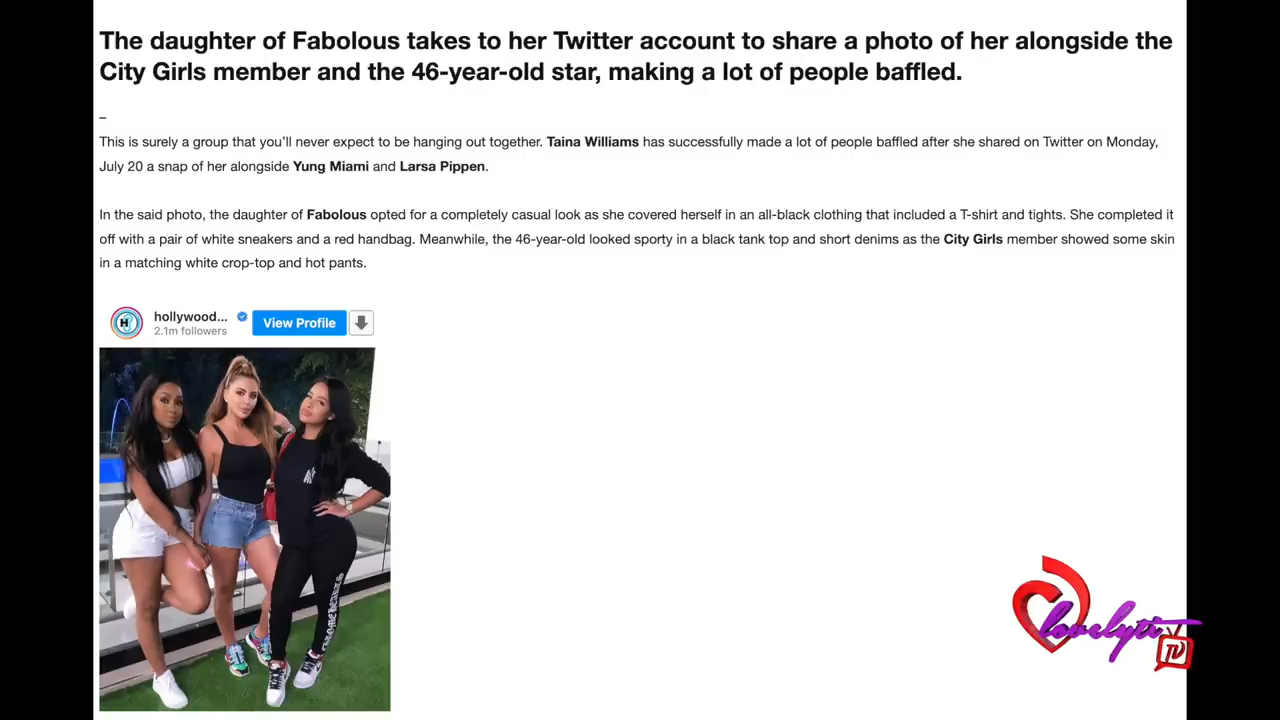 The daughter of Fabolous takes to her Twitter account to share a photo of her alongside the
City Girls member and the 46-year-old star, making a lot of people baffled.
–
This is surely a group that you'll never expect to be hanging out together. Taina Williams has successfully made a lot of people baffled after she shared on Twitter on Monday,
July 20 a snap of her alongside Yung Miami and Larsa Pippen.
In the said photo, the daughter of Fabolous opted for a completely casual look as she covered herself in an all-black clothing that included a T-shirt and tights. She completed it
off with a pair of white sneakers and a red handbag. Meanwhile, the 46-year-old looked sporty in a black tank top and short denims as the City Girls member showed some skin
in a matching white crop-top and hot pants.
hollywood...
2.1m followers
View Profile
H
CHROME HEARTS
lovelyti
TV